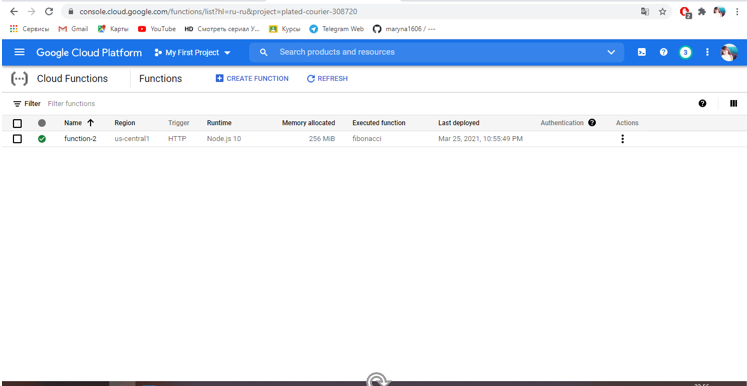 console.cloud.google.com/functions/list?hl=ru-ru&project=plated-courier-308720
Сервисы Gmail Карты YouTube HD Смотреть сериал У... Курсы Telegram Web maryna1606 / ---
Google Cloud Platform My First Project Search products and resources 3
Cloud Functions Functions CREATE FUNCTION REFRESH
Filter Filter functions
Name Region Trigger Runtime Memory allocated Executed function Last deployed Authentication Actions
function-2 us-central1 HTTP Node.js 10 256 MiB fibonacci Mar 25, 2021, 10:55:49 PM